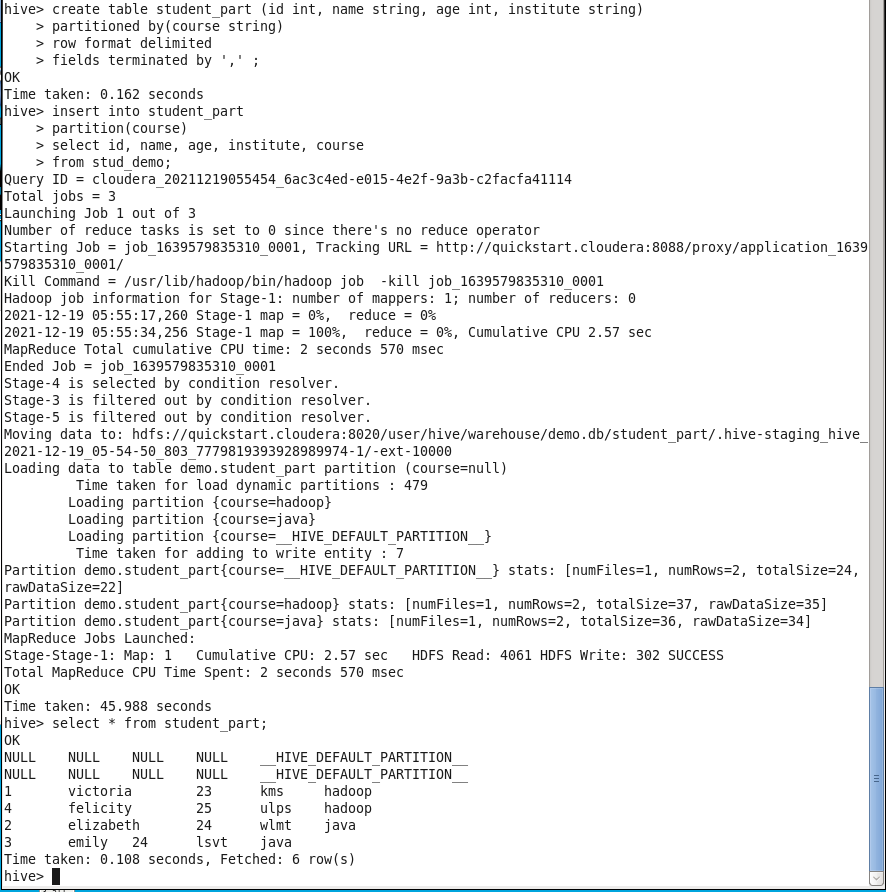 hive> create table student_part (id int, name string, age int, institute string)
    > partitioned by(course string)
    > row format delimited
    > fields terminated by ',' ;
OK
Time taken: 0.162 seconds
hive> insert into student_part
    > partition(course)
    > select id, name, age, institute, course
    > from stud_demo;
Query ID = cloudera_20211219055454_6ac3c4ed-e015-4e2f-9a3b-c2facfa41114
Total jobs = 3
Launching Job 1 out of 3
Number of reduce tasks is set to 0 since there's no reduce operator
Starting Job = job_1639579835310_0001, Tracking URL = http://quickstart.cloudera:8088/proxy/application_1639
579835310_0001/
Kill Command = /usr/lib/hadoop/bin/hadoop job  -kill job_1639579835310_0001
Hadoop job information for Stage-1: number of mappers: 1; number of reducers: 0
2021-12-19 05:55:17,260 Stage-1 map = 0%,  reduce = 0%
2021-12-19 05:55:34,256 Stage-1 map = 100%,  reduce = 0%, Cumulative CPU 2.57 sec
MapReduce Total cumulative CPU time: 2 seconds 570 msec
Ended Job = job_1639579835310_0001
Stage-4 is selected by condition resolver.
Stage-3 is filtered out by condition resolver.
Stage-5 is filtered out by condition resolver.
Moving data to: hdfs://quickstart.cloudera:8020/user/hive/warehouse/demo.db/student_part/.hive-staging_hive_
2021-12-19_05-54-50_803_7779819393928989974-1/-ext-10000
Loading data to table demo.student_part partition (course=null)
         Time taken for load dynamic partitions : 479
        Loading partition {course=hadoop}
        Loading partition {course=java}
        Loading partition {course=__HIVE_DEFAULT_PARTITION__}
         Time taken for adding to write entity : 7
Partition demo.student_part{course=__HIVE_DEFAULT_PARTITION__} stats: [numFiles=1, numRows=2, totalSize=24,
rawDataSize=22]
Partition demo.student_part{course=hadoop} stats: [numFiles=1, numRows=2, totalSize=37, rawDataSize=35]
Partition demo.student_part{course=java} stats: [numFiles=1, numRows=2, totalSize=36, rawDataSize=34]
MapReduce Jobs Launched:
Stage-Stage-1: Map: 1   Cumulative CPU: 2.57 sec   HDFS Read: 4061 HDFS Write: 302 SUCCESS
Total MapReduce CPU Time Spent: 2 seconds 570 msec
OK
Time taken: 45.988 seconds
hive> select * from student_part;
OK
NULL    NULL    NULL    NULL    __HIVE_DEFAULT_PARTITION__
NULL    NULL    NULL    NULL    __HIVE_DEFAULT_PARTITION__
1       victoria        23      kms     hadoop
4       felicity        25      ulps    hadoop
2       elizabeth       24      wlmt    java
3       emily   24      lsvt    java
Time taken: 0.108 seconds, Fetched: 6 row(s)
hive>